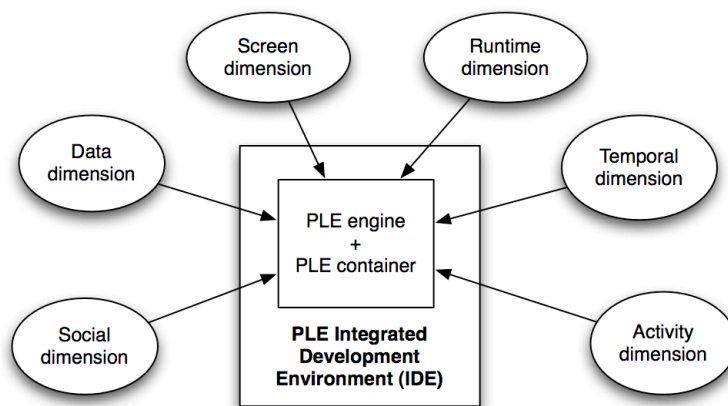 Screen
dimension
Runtime
dimension
Data
dimension
Temporal
dimension
PLE engine
+
PLE container
Social
dimension
PLE Integrated
Development
Environment (IDE)
Activity
dimension